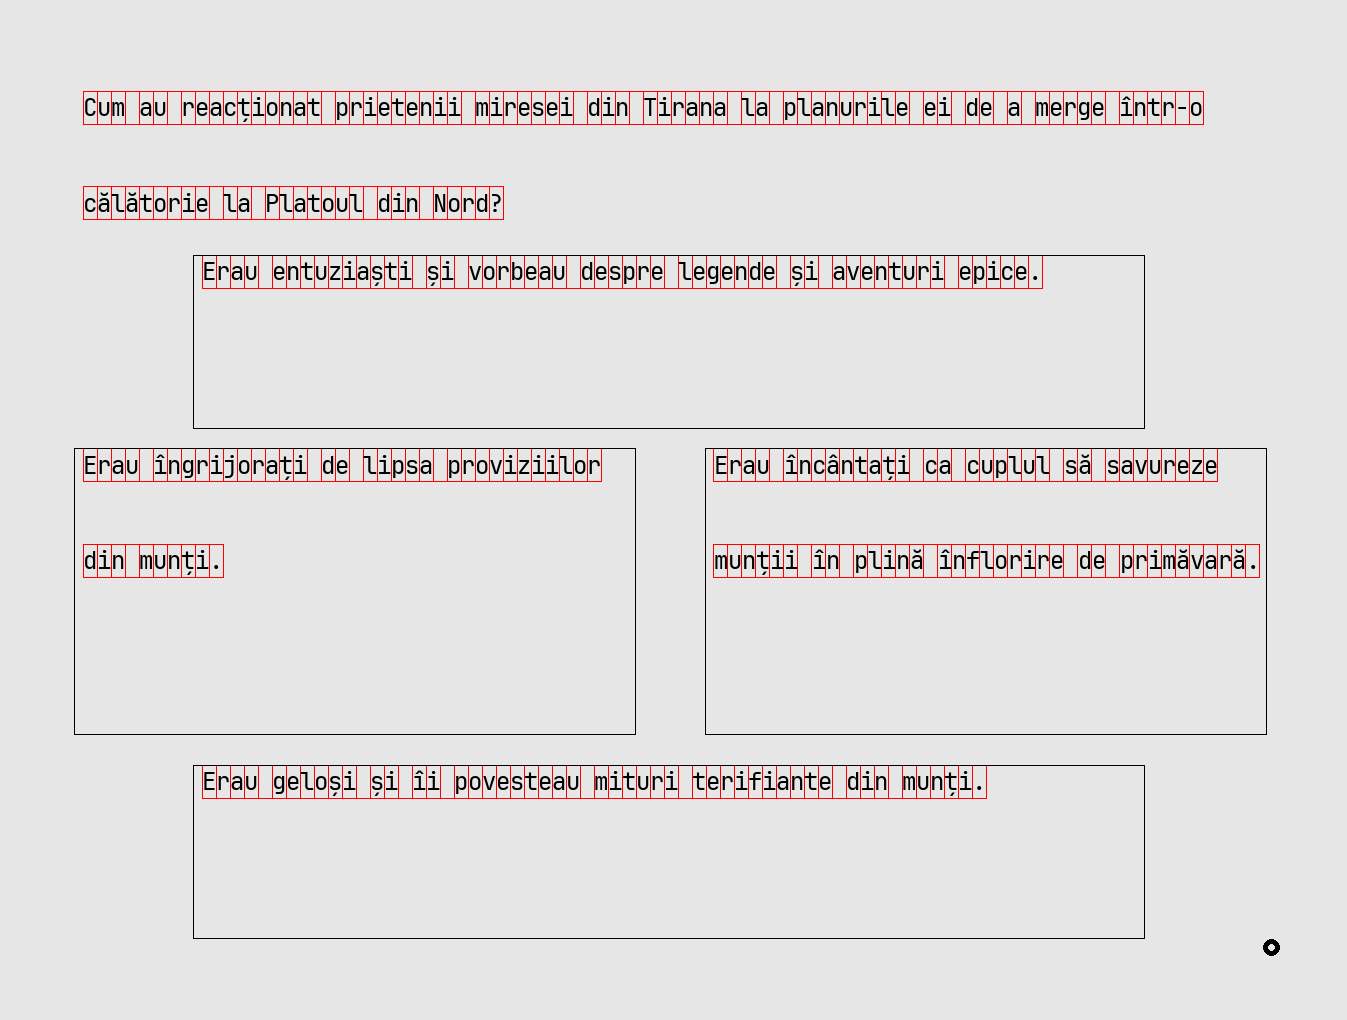 Cum au reacționat prietenii miresei din Tirana la planurile ei de a merge într-o
călătorie la Platoul din Nord?
Erau entuziaști și vorbeau despre legende și aventuri epice.
Erau îngrijorați de lipsa proviziilor
din munți.
Erau încântați ca cuplul să savureze
munții în plină înflorire de primăvară.
Erau geloși și îi povesteau mituri terifiante din munți.